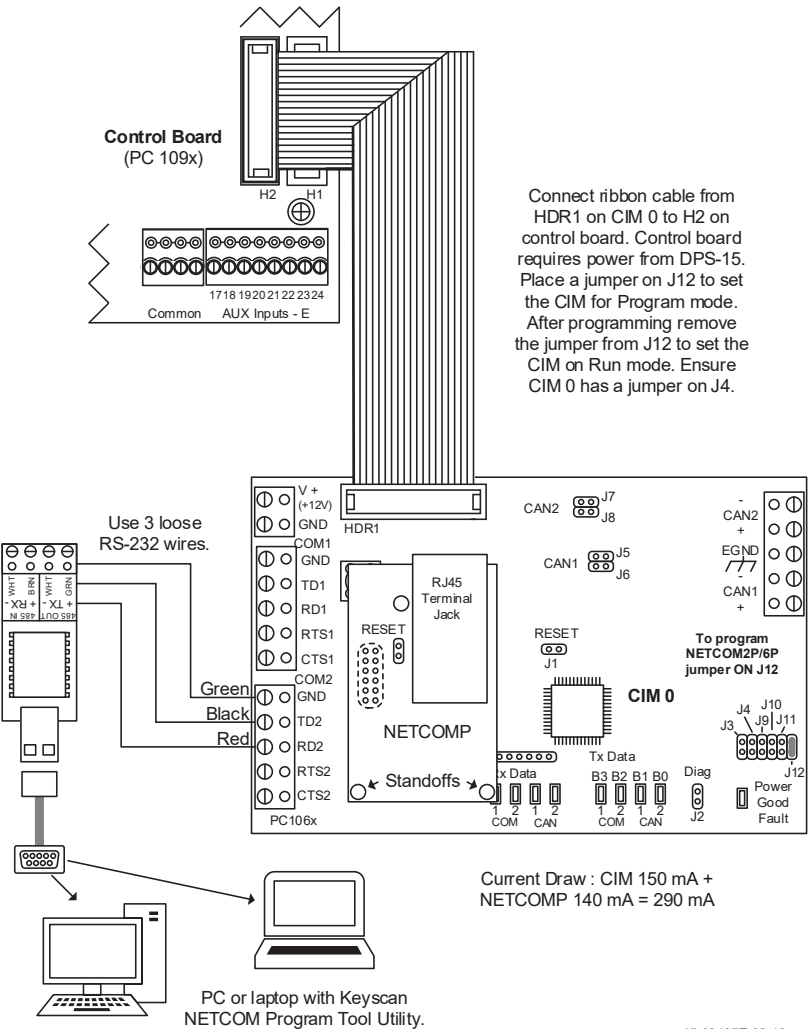 Control Board
(PC 109x)
H2
H1
17 18 19 20 21 22 23 24
Common
AUX Inputs - E
Connect ribbon cable from
HDR1 on CIM 0 to H2 on
control board. Control board
requires power from DPS-15.
Place a jumper on J12 to set
the CIM for Program mode.
After programming remove
the jumper from J12 to set the
CIM on Run mode. Ensure
CIM 0 has a jumper on J4.
Use 3 loose
RS-232 wires.
WHT
BRN
WHT
GRN
- RX +
- TX +
485 IN
485 OUT
Green
Black
Red
V +
(+12V)
GND
COM1
GND
TD1
RD1
RTS1
CTS1
COM2
GND
TD2
RD2
RTS2
CTS2
PC106x
HDR1
RJ45
Terminal
Jack
RESET
NETCOMP
Standoffs
CAN2
J7
J8
CAN1
J5
J6
RESET
J1
CIM 0
-
CAN2
+
EGND
-
CAN1
+
To program
NETCOM2P/6P
jumper ON J12
J3
J4
J9
J10
J11
J12
Tx Data
x Data
B3 B2 B1 B0
1 2 1 2
COM CAN
1 2 1 2
COM CAN
Diag
J2
Power
Good
Fault
Current Draw : CIM 150 mA +
NETCOMP 140 mA = 290 mA
PC or laptop with Keyscan
NETCOM Program Tool Utility.